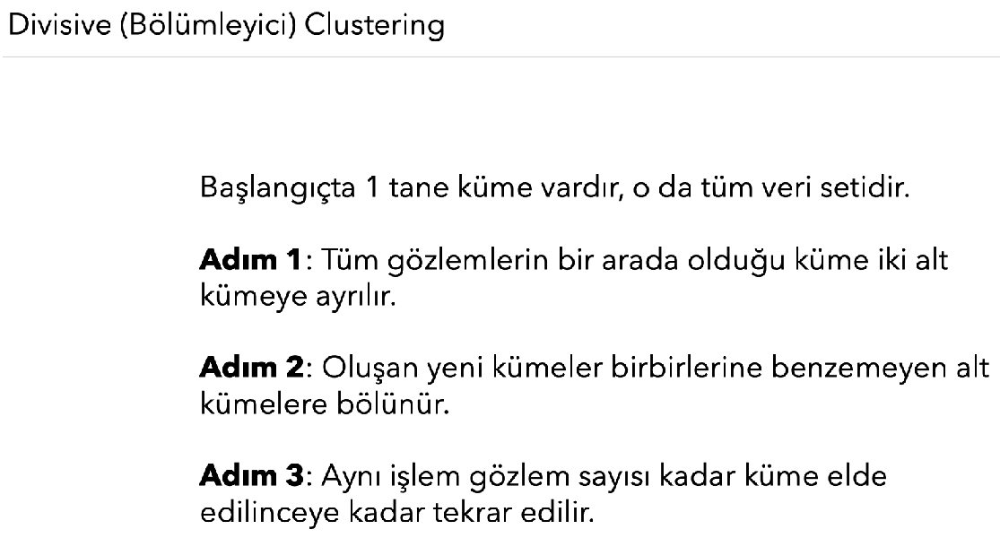 Divisive (Bölümleyici) Clustering
Başlangıçta 1 tane küme vardır, o da tüm veri setidir.
Adım 1: Tüm gözlemlerin bir arada olduğu küme iki alt
kümeye ayrılır.
Adım 2: Oluşan yeni kümeler birbirlerine benzemeyen alt
kümelere bölünür.
Adım 3: Aynı işlem gözlem sayısı kadar küme elde
edilinceye kadar tekrar edilir.